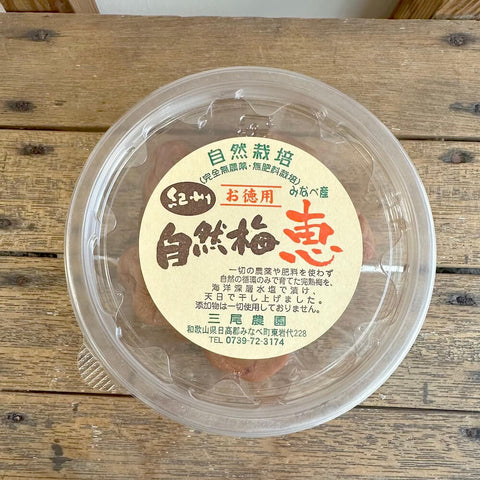 自然栽培
(完全無農薬・無肥料栽培)
みなべ産
紀州
お徳用
自然梅 恵
一切の農薬や肥料を使わず
自然の循環のみで育てた完熟梅を、
海洋深層水塩で漬け、
天日で干し上げました。
添加物は一切使用しておりません。
三尾農園
和歌山県日高郡みなべ町東岩代228
TEL 0739-72-3174